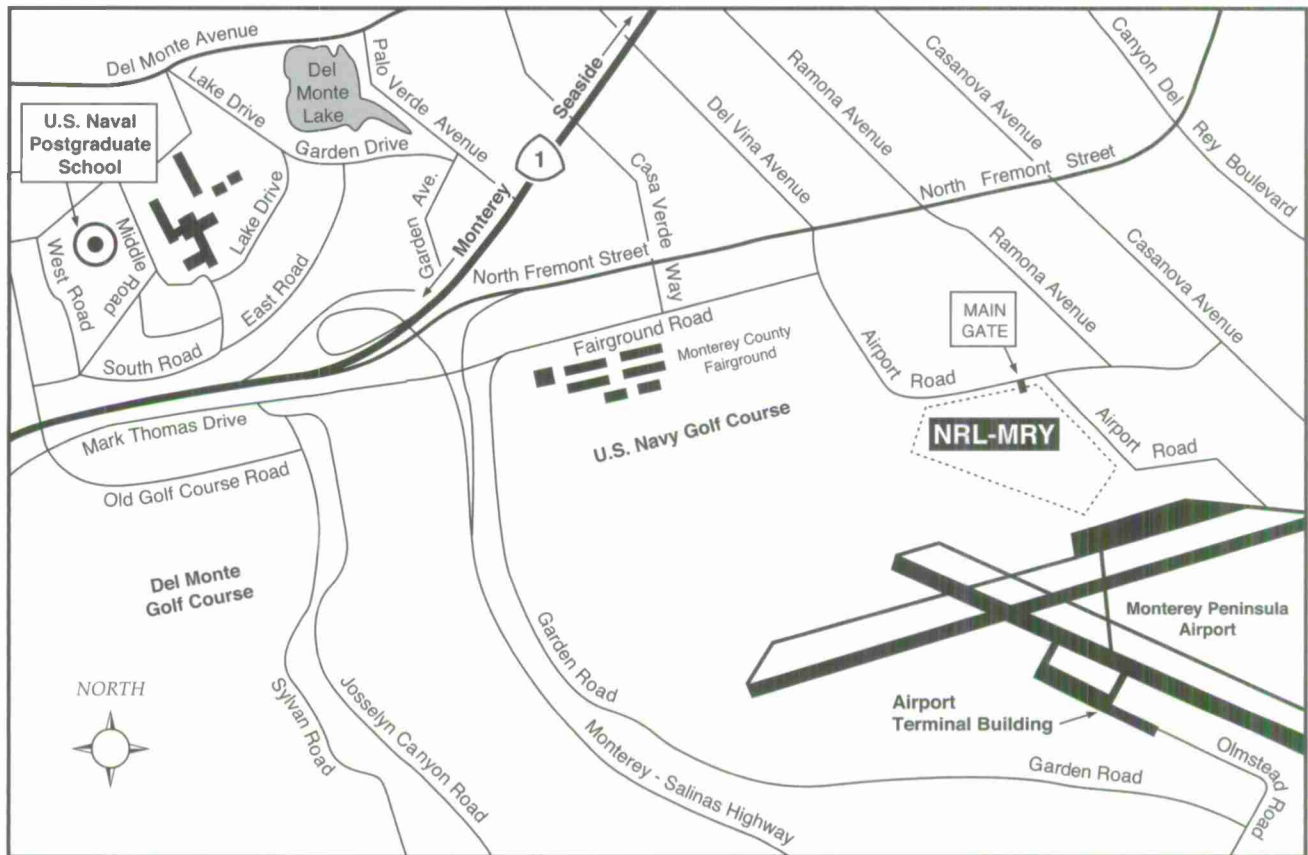 Del Monte Avenue
Lake Drive
Del
Monte
Lake
Palo Verde Avenue
Seaside
Del Vina Avenue
Ramona Avenue
Casanova Avenue
Canyon Del
Rey Boulevard
U.S. Naval
Postgraduate
School
Garden Drive
1
North Fremont Street
Casa Verde
Way
Lake Drive
Garden Ave.
Monterey
West Road
Middle
Road
East Road
North Fremont Street
Ramona Avenue
Casanova Avenue
South Road
Fairground Road
Monterey County
Fairground
MAIN
GATE
Airport
Road
U.S. Navy Golf Course
NRL-MRY
Airport
Road
Mark Thomas Drive
Old Golf Course Road
Del Monte
Golf Course
Monterey Peninsula
Airport
NORTH
Sylvan Road
Josselyn Canyon Road
Garden Road
Monterey - Salinas Highway
Airport
Terminal Building
Garden Road
Olmstead
Road